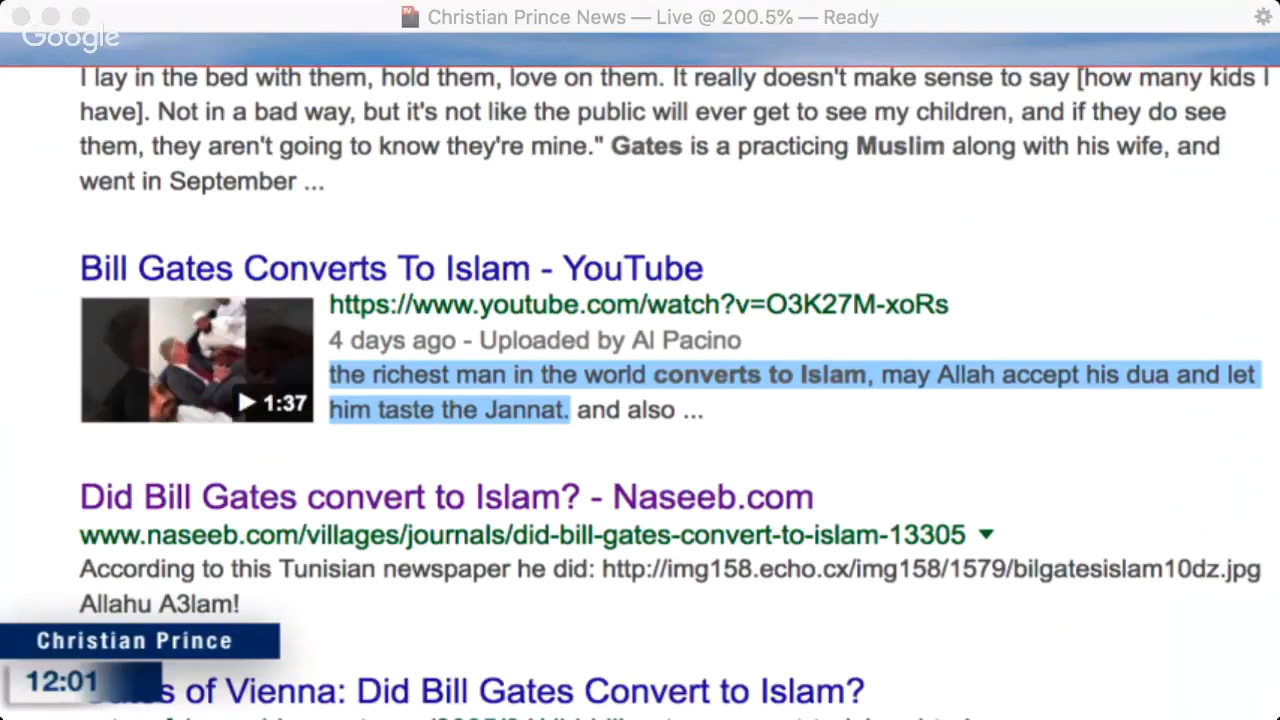 Christian Prince News — Live @ 200.5% — Ready
Google
I lay in the bed with them, hold them, love on them. It really doesn't make sense to say [how many kids I
have]. Not in a bad way, but it's not like the public will ever get to see my children, and if they do see
them, they aren't going to know they're mine." Gates is a practicing Muslim along with his wife, and
went in September ...
Bill Gates Converts To Islam - YouTube
https://www.youtube.com/watch?v=O3K27M-xoRs
4 days ago - Uploaded by Al Pacino
the richest man in the world converts to Islam, may Allah accept his dua and let
him taste the Jannat. and also ...
1:37
Did Bill Gates convert to Islam? - Naseeb.com
www.naseeb.com/villages/journals/did-bill-gates-convert-to-islam-13305
According to this Tunisian newspaper he did: http://img158.echo.cx/img158/1579/bilgatesislam10dz.jpg
Allahu A3lam!
Christian Prince
12:01
of Vienna: Did Bill Gates Convert to Islam?